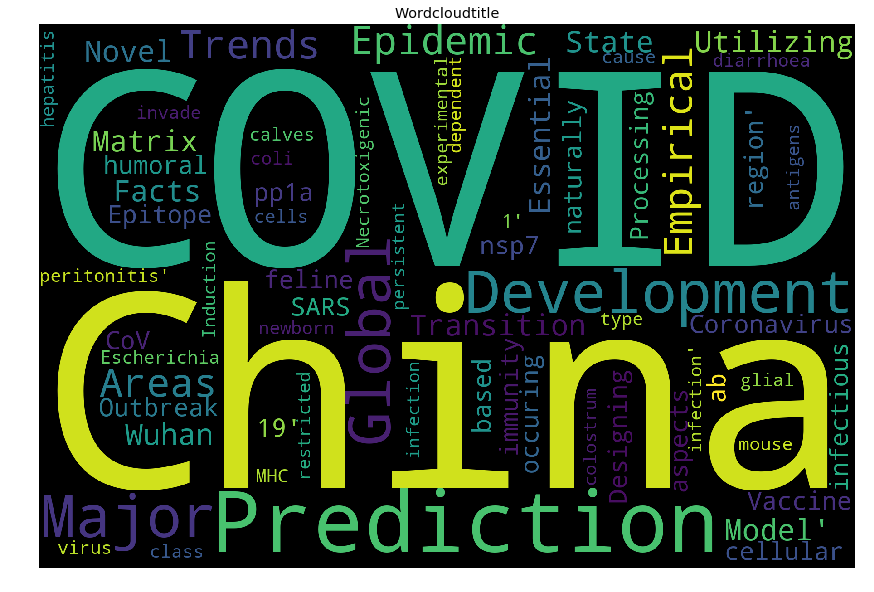 Wordcloudtitle
hepatitis
Novel
Trends
Epidemic
State
cause
Utilizing
diarrhoea
COVID
invade
Matrix
humoral
Facts
Epitope
calves
coli
pp1a
cells
Necrotoxigenic
experimental
dependent
Essential
naturally
Processing
Empirical
region'
antigens
1'
nsp7
persistent
peritonitis'
Induction
feline
SARS
newborn
Global
Development
Transition
type
Coronavirus
China
CoV
Escherichia
Areas
Outbreak
Wuhan
19'
MHC
restricted
infection
based
immunity
occuring
colostrum
Designing
aspects
infection'
ab
glial
mouse
infectious
Major
Prediction
virus
class
Vaccine
Model'
cellular